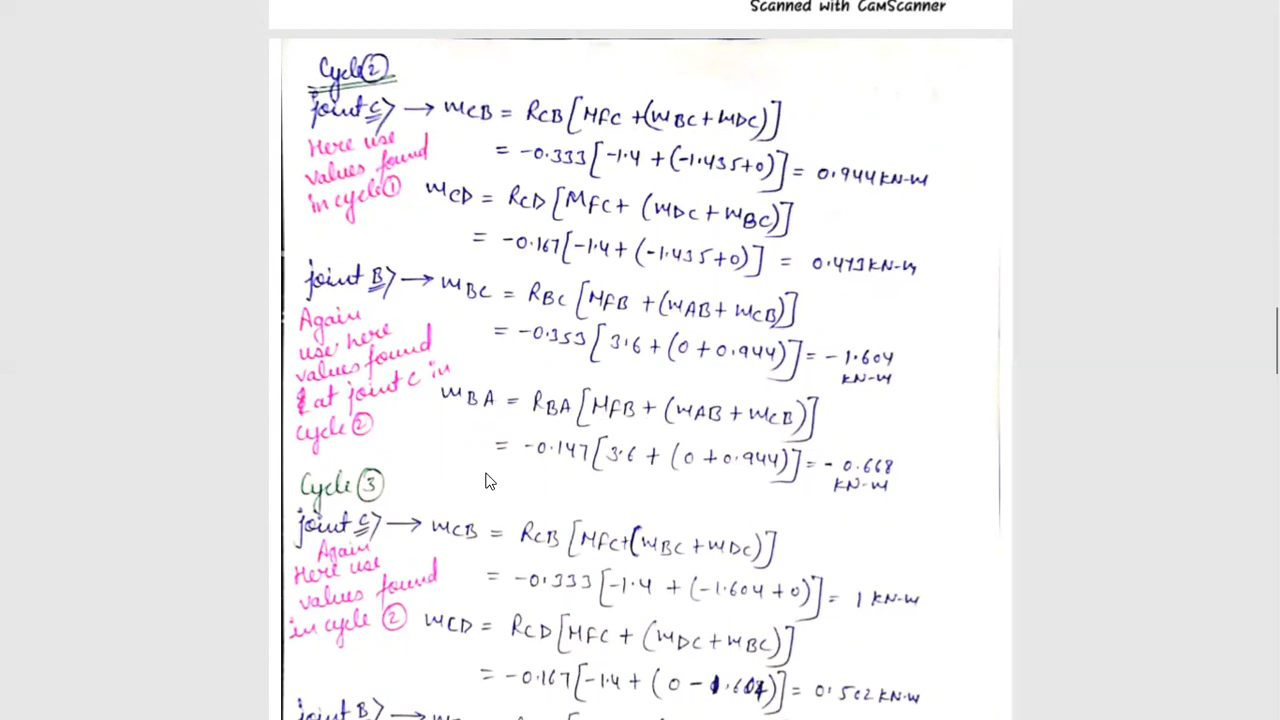 Scanned with CamScanner
Cycle ②
joint C> → MCB = RCB [MFC +(MBC + MDC)]
Here use
values found
in cycle ①
= -0.333 [-1.4 + (-1.435+0)] = 0.944 KN-M
MCD = RCD [MFC + (MDC + MBC)]
= -0.167 [-1.4 + (-1.435+0)] = 0.473 KN-M
joint B> → MBC = RBC [MFB + (MAB + MCB)]
Again
use here
values found
at joint C in
cycle ②
= -0.353 [3.6 + (0 + 0.944)] = -1.604
KN-M
MBA = RBA [MFB + (MAB + MCB)]
= -0.147 [3.6 + (0 + 0.944)] = -0.668
KN-M
Cycle ③
joint C> → MCB = RCB [MFC+(MBC + MDC)]
Again
Here use
values found
in cycle ②
= -0.333 [-1.4 + (-1.604 + 0)] = 1 KN-M
MCD = RCD [MFC + (MDC + MBC)]
= -0.167 [-1.4 + (0 - 1.604)] = 0.502 KN-M
joint B> →